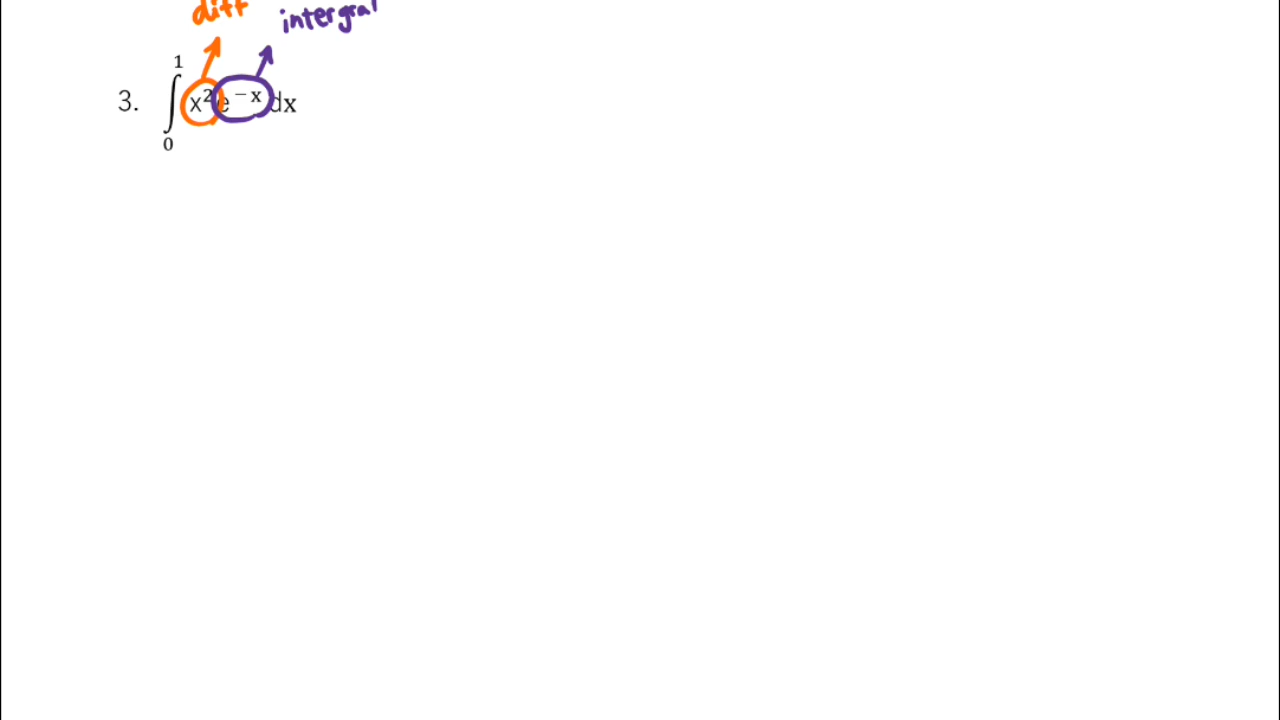 diff intergral
3. ∫₀¹ x²e⁻ˣdx